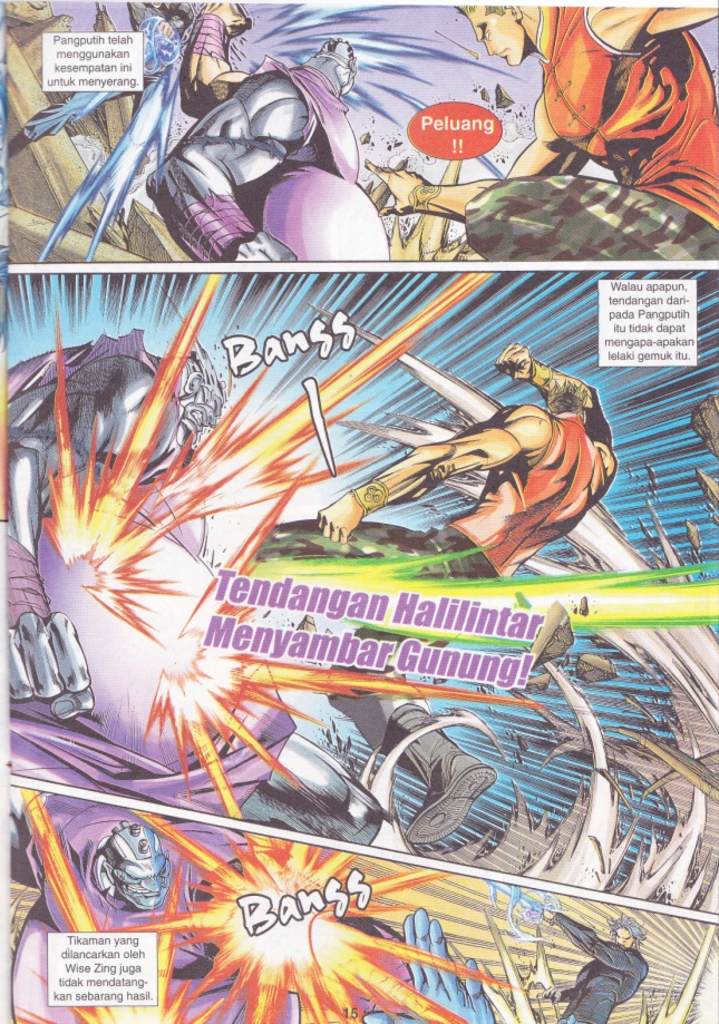 Pangputih telah
menggunakan
kesempatan ini
untuk menyerang.
Peluang
!!
Walau apapun,
tendangan dari-
pada Pangputih
itu tidak dapat
mengapa-apakan
lelaki gemuk itu.
Bangss
!
Tendangan Halilintar
Menyambar Gunung!
Bangss
Tikaman yang
dilancarkan oleh
Wise Zing juga
tidak mendatang-
kan sebarang hasil.
15